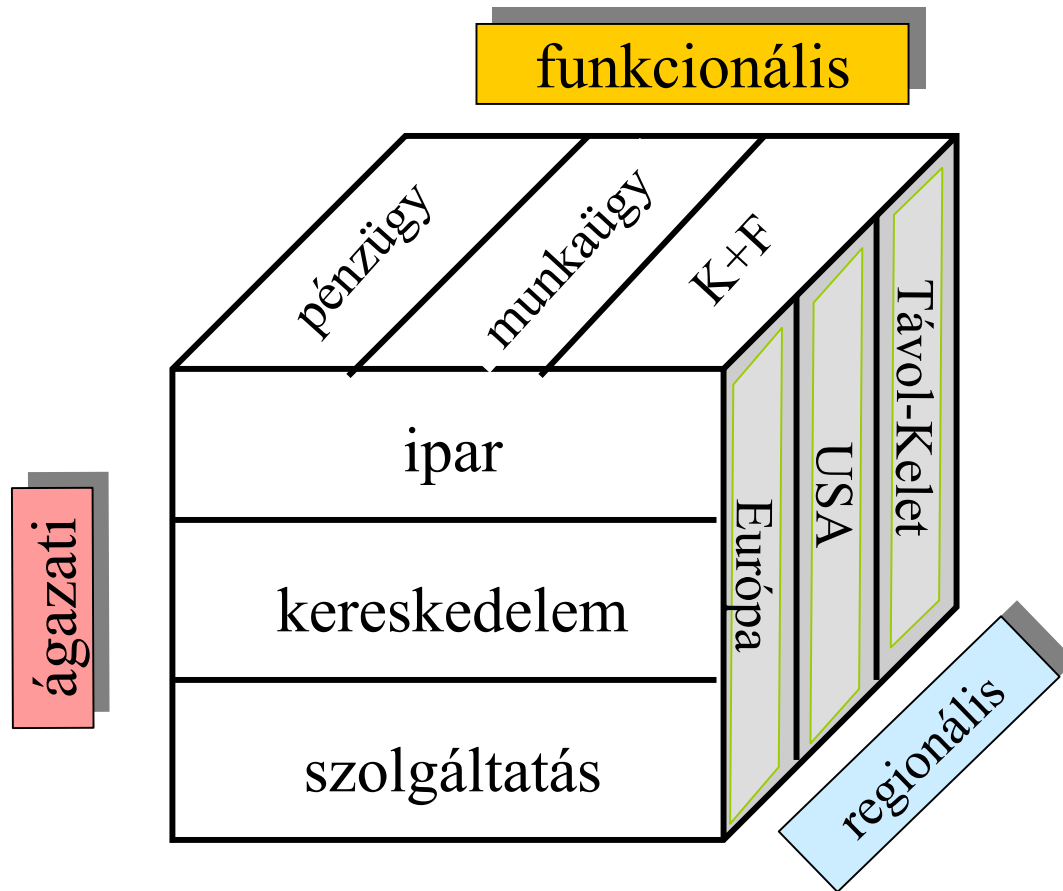 funkcionális
pénzügy
munkaügy
K+F
ipar
kereskedelem
szolgáltatás
Európa
USA
Távol-Kelet
ágazati
regionális